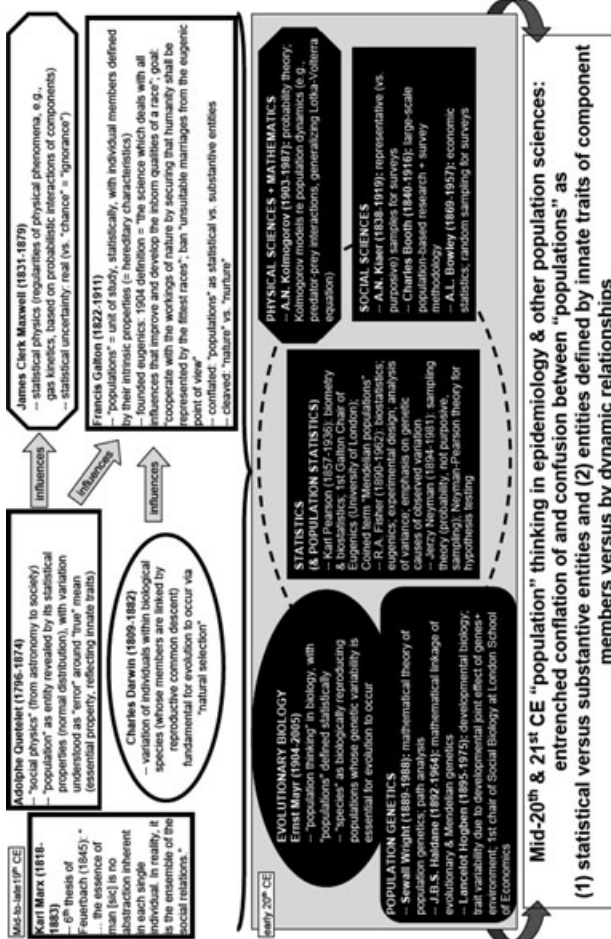 Mid-to-late19th CE
Karl Marx (1818-
1883)
-- 6th thesis of
Feuerbach (1845): "
... the essence of
man [sic] is no
abstraction inherent
in each single
individual. In reality, it
is the ensemble of the
social relations."
Adolphe Quetelet (1796-1874)
-- "social physics" (from astronomy to society)
-- "population" as entity revealed by its statistical
properties (normal distribution), with variation
understood as "error" around "true" mean
(essential property, reflecting innate traits)
Charles Darwin (1809-1882)
-- variation of individuals within biological
species (whose members are linked by
reproductive common descent)
fundamental for evolution to occur via
"natural selection"
influences
influences
influences
James Clerk Maxwell (1831-1879)
-- statistical physics (regularities of physical phenomena, e.g.,
gas kinetics, based on probabilistic interactions of components)
-- statistical uncertainty: real (vs. "chance" = "ignorance")
Francis Galton (1822-1911)
-- "populations" = unit of study, statistically, with individual members defined
by their intrinsic properties (= hereditary characteristics)
-- founded eugenics: 1904 definition = "the science which deals with all
influences that improve and develop the inborn qualities of a race"; goal:
"cooperate with the workings of nature by securing that humanity shall be
represented by the fittest races"; ban "unsuitable marriages from the eugenic
point of view"
-- conflated: "populations" as statistical vs. substantive entities
-- cleaved: "nature" vs. "nurture"
early 20th CE
EVOLUTIONARY BIOLOGY
Ernst Mayr (1904-2005)
-- "population thinking" in biology, with
"populations" defined statistically
-- "species" as biologically reproducing
populations whose genetic variability is
essential for evolution to occur
POPULATION GENETICS
-- Sewall Wright (1889-1988): mathematical theory of
population genetics; path analysis
-- J.B.S. Haldane (1892-1964): mathematical linkage of
evolutionary & Mendelian genetics
-- Lancelot Hogben (1895-1975): developmental biology;
trait variability due to developmental joint effect of genes+
environment; 1st chair of Social Biology at London School
of Economics
STATISTICS
(& POPULATION STATISTICS)
-- Karl Pearson (1857-1936): biometry
& biostatistics; 1st Galton Chair of
Eugenics (University of London);
Coined term "Mendelian populations"
-- R.A. Fisher (1890-1962): biostatistics;
eugenics, experimental design; analysis
of variance, emphasis on genetic
causes of observed variation
-- Jerzy Neyman (1894-1981): sampling
theory (probability, not purposive,
sampling); Neyman-Pearson theory for
hypothesis testing
PHYSICAL SCIENCES + MATHEMATICS
-- A.N. Kolmogorov (1903-1987): probability theory;
Kolmogorov models re population dynamics (e.g.,
predator-prey interactions, generalizing Lotka-Volterra
equation)
SOCIAL SCIENCES
-- A.N. Kiaer (1838-1919): representative (vs.
purposive) samples for surveys
-- Charles Booth (1840-1916): large-scale
population-based research + survey
methodology
-- A.L. Bowley (1869-1957): economic
statistics, random sampling for surveys
Mid-20th & 21st CE "population" thinking in epidemiology & other population sciences:
entrenched conflation of and confusion between "populations" as
(1) statistical versus substantive entities and (2) entities defined by innate traits of component
members versus by dynamic relationships